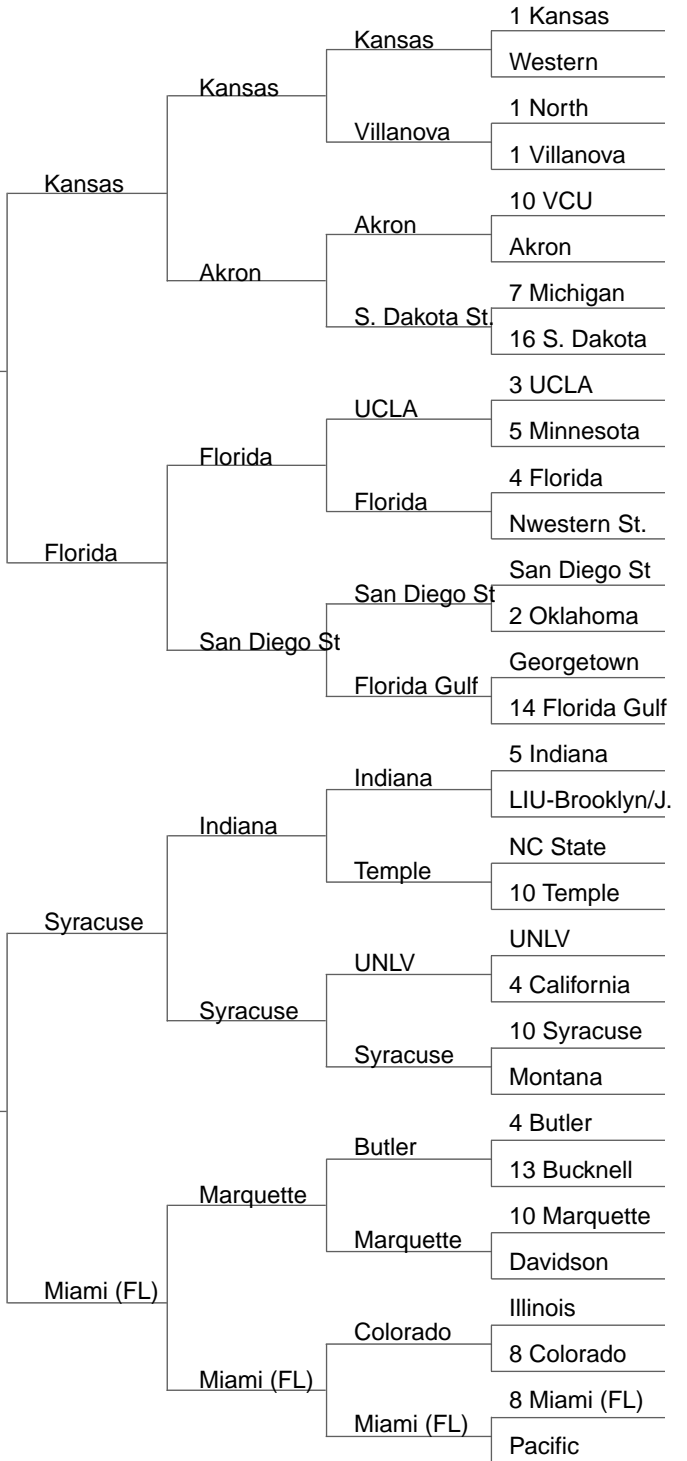 1 Kansas
Kansas
Western
Kansas
1 North
Villanova
1 Villanova
Kansas
10 VCU
Akron
Akron
Akron
7 Michigan
S. Dakota St.
16 S. Dakota
3 UCLA
UCLA
5 Minnesota
Florida
4 Florida
Florida
Nwestern St.
Florida
San Diego St
San Diego St
2 Oklahoma
San Diego St
Georgetown
Florida Gulf
14 Florida Gulf
5 Indiana
Indiana
LIU-Brooklyn/J.
Indiana
NC State
Temple
10 Temple
Syracuse
UNLV
UNLV
4 California
Syracuse
10 Syracuse
Syracuse
Montana
4 Butler
Butler
13 Bucknell
Marquette
10 Marquette
Marquette
Davidson
Miami (FL)
Illinois
Colorado
8 Colorado
Miami (FL)
8 Miami (FL)
Miami (FL)
Pacific